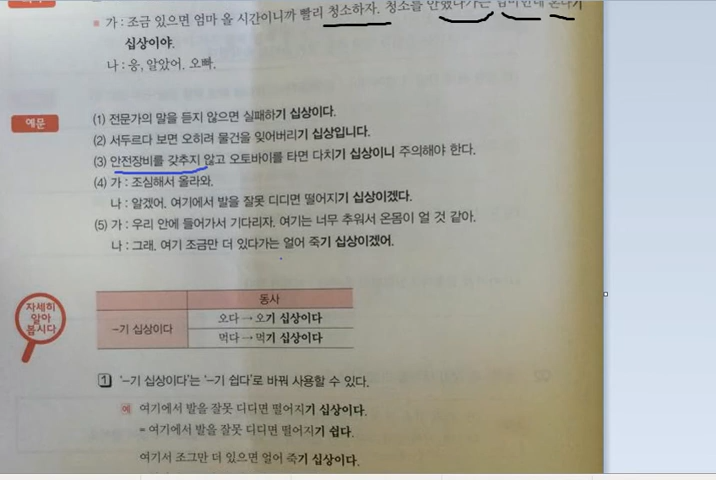 가 : 조금 있으면 엄마 올 시간이니까 빨리 청소하자. 청소를 안했다가는 엄마한테 혼나기
십상이야.
나 : 응, 알았어. 오빠.
예문
(1) 전문가의 말을 듣지 않으면 실패하기 십상이다.
(2) 서두르다 보면 오히려 물건을 잊어버리기 십상입니다.
(3) 안전장비를 갖추지 않고 오토바이를 타면 다치기 십상이니 주의해야 한다.
(4) 가 : 조심해서 올라와.
나 : 알겠어. 여기에서 발을 잘못 디디면 떨어지기 십상이겠다.
(5) 가 : 우리 안에 들어가서 기다리자. 여기는 너무 추워서 온몸이 얼 것 같아.
나 : 그래. 여기 조금만 더 있다가는 얼어 죽기 십상이겠어.
자세히
알아
봅시다
동사
-기 십상이다
오다 → 오기 십상이다
먹다 → 먹기 십상이다
1 '-기 십상이다'는 '-기 쉽다'로 바꿔 사용할 수 있다.
예 여기에서 발을 잘못 디디면 떨어지기 십상이다.
= 여기에서 발을 잘못 디디면 떨어지기 쉽다.
여기서 조그만 더 있으면 얼어 죽기 십상이다.